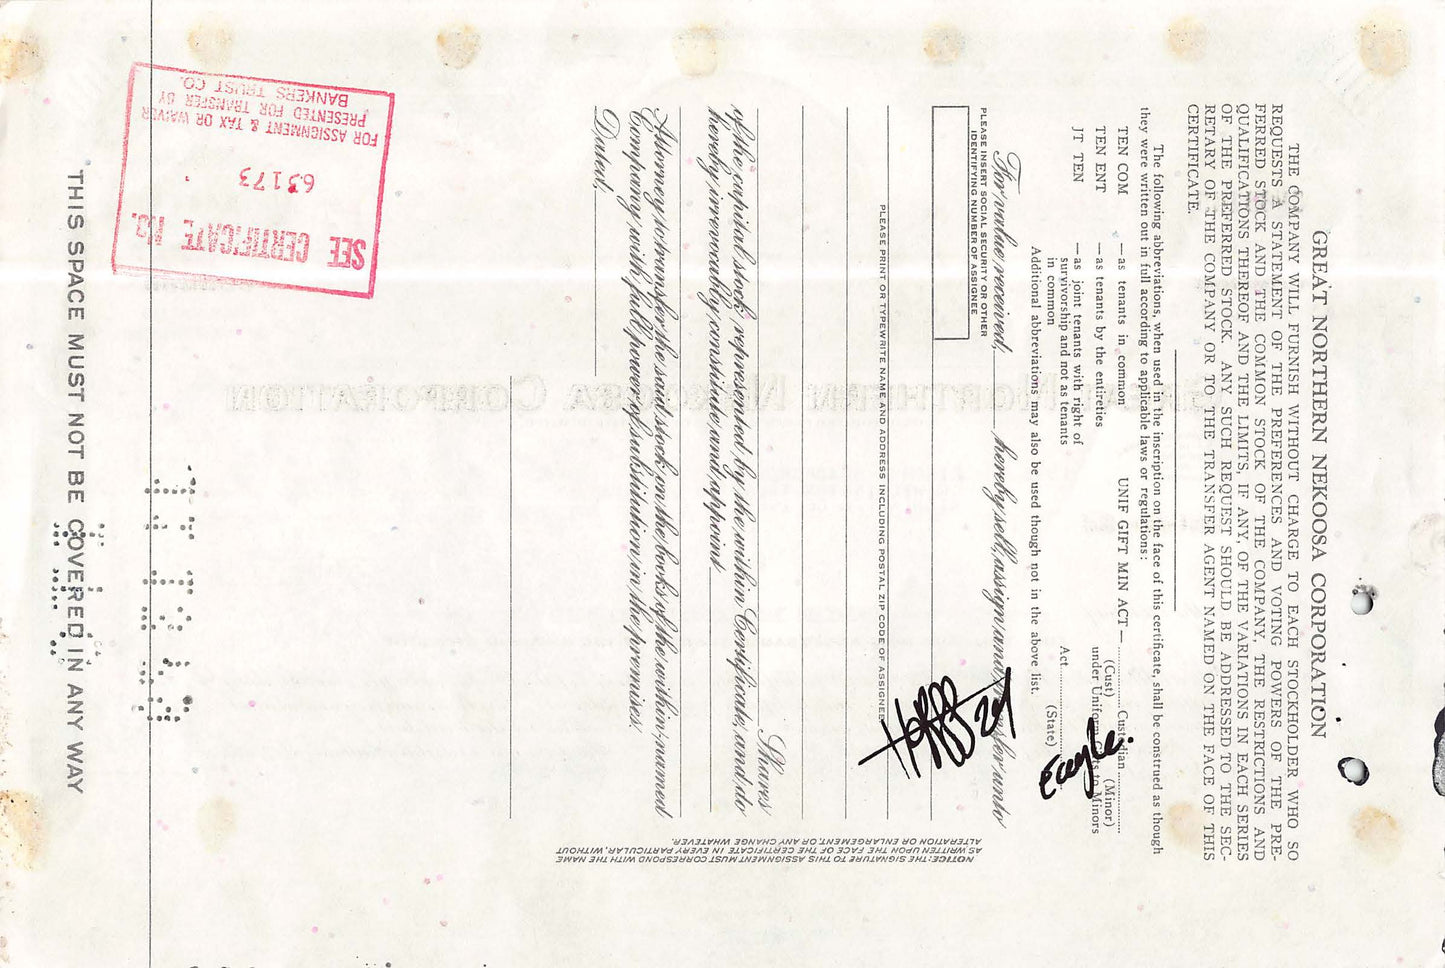 GREAT NORTHERN NEKOOSA CORPORATION
THE COMPANY WILL FURNISH WITHOUT CHARGE TO EACH STOCKHOLDER WHO SO
REQUESTS A STATEMENT OF THE PREFERENCES AND VOTING POWERS OF THE PRE-
FERRED STOCK AND THE COMMON STOCK OF THE COMPANY, THE RESTRICTIONS AND
QUALIFICATIONS THEREOF AND THE LIMITS, IF ANY, OF THE VARIATIONS IN EACH SERIES
OF THE PREFERRED STOCK. ANY SUCH REQUEST SHOULD BE ADDRESSED TO THE SEC-
RETARY OF THE COMPANY OR TO THE TRANSFER AGENT NAMED ON THE FACE OF THIS
CERTIFICATE.
The following abbreviations, when used in the inscription on the face of this certificate, shall be construed as though
they were written out in full according to applicable laws or regulations:
TEN COM — as tenants in common UNIF GIFT MIN ACT — ........ Custodian ........
(Cust) (Minor)
TEN ENT — as tenants by the entireties under Uniform Gifts to Minors
JT TEN — as joint tenants with right of
survivorship and not as tenants Act ........
in common (State)
Additional abbreviations may also be used though not in the above list.
For value received, hereby sell, assign and transfer unto
PLEASE INSERT SOCIAL SECURITY OR OTHER
IDENTIFYING NUMBER OF ASSIGNEE
PLEASE PRINT OR TYPEWRITE NAME AND ADDRESS INCLUDING POSTAL ZIP CODE OF ASSIGNEE
Shares
of the capital stock represented by the within Certificate, and do
hereby irrevocably constitute and appoint
Attorney to transfer the said stock on the books of the within-named
Company with full power of substitution in the premises.
Dated,
NOTICE: THE SIGNATURE TO THIS ASSIGNMENT MUST CORRESPOND WITH THE NAME
AS WRITTEN UPON THE FACE OF THE CERTIFICATE IN EVERY PARTICULAR, WITHOUT
ALTERATION OR ENLARGEMENT, OR ANY CHANGE WHATEVER.
SEE CERTIFICATE NO.
63173
FOR ASSIGNMENT & TAX OR WAIVER
PRESENTED FOR TRANSFER BY
BANKERS TRUST CO.
THIS SPACE MUST NOT BE COVERED IN ANY WAY